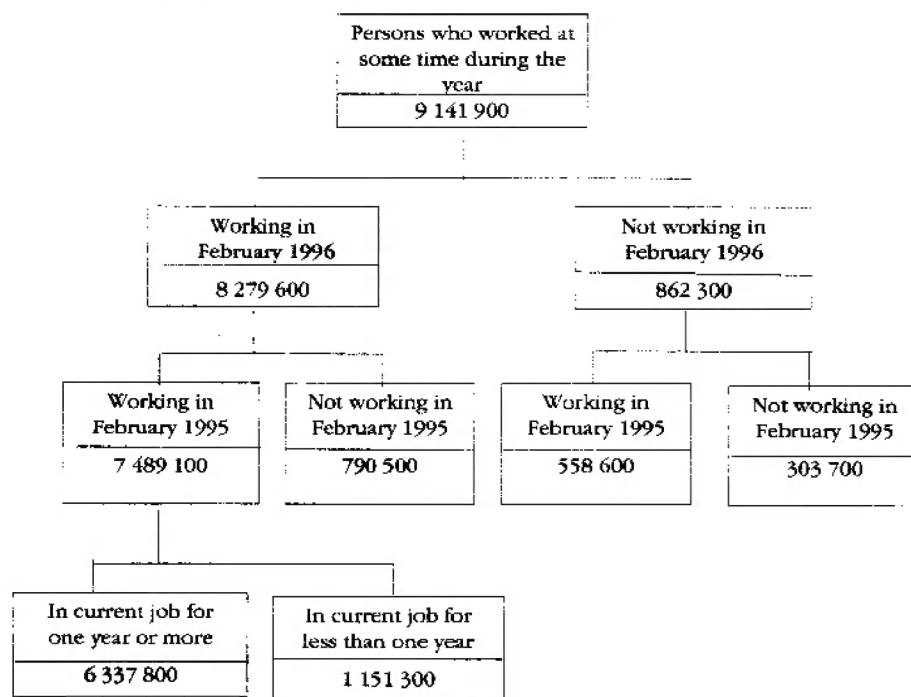 Persons who worked at
some time during the
year
9 141 900
Working in
February 1996
8 279 600
Not working in
February 1996
862 300
Working in
February 1995
7 489 100
Not working in
February 1995
790 500
Working in
February 1995
558 600
Not working in
February 1995
303 700
In current job for
one year or more
6 337 800
In current job for
less than one year
1 151 300